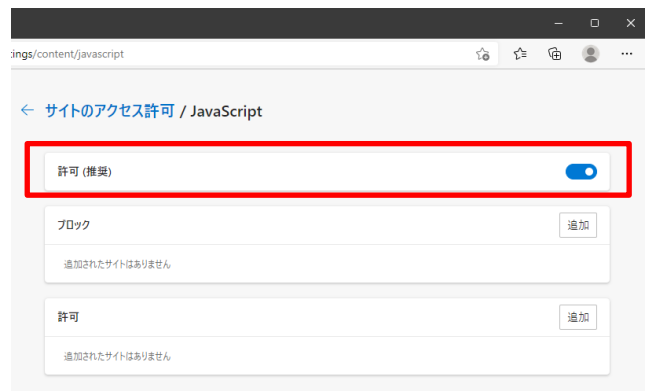 ings/content/javascript
← サイトのアクセス許可 / JavaScript
許可 (推奨)
ブロック
追加
追加されたサイトはありません
許可
追加
追加されたサイトはありません